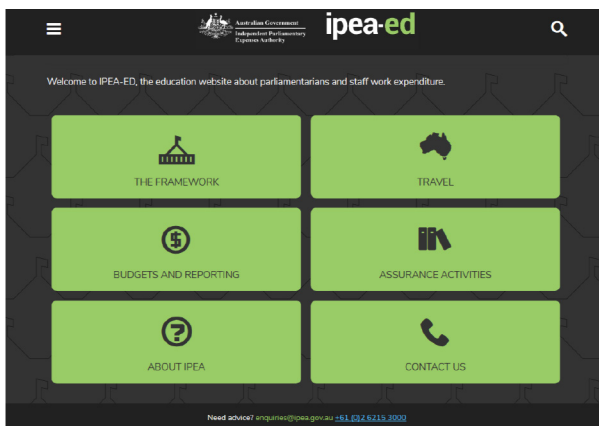 Australian Government
Independent Parliamentary
Expenses Authority
ipea-ed
Welcome to IPEA-ED, the education website about parliamentarians and staff work expenditure.
THE FRAMEWORK
TRAVEL
BUDGETS AND REPORTING
ASSURANCE ACTIVITIES
ABOUT IPEA
CONTACT US
Need advice? enquiries@ipea.gov.au +61 (0)2 6215 3000